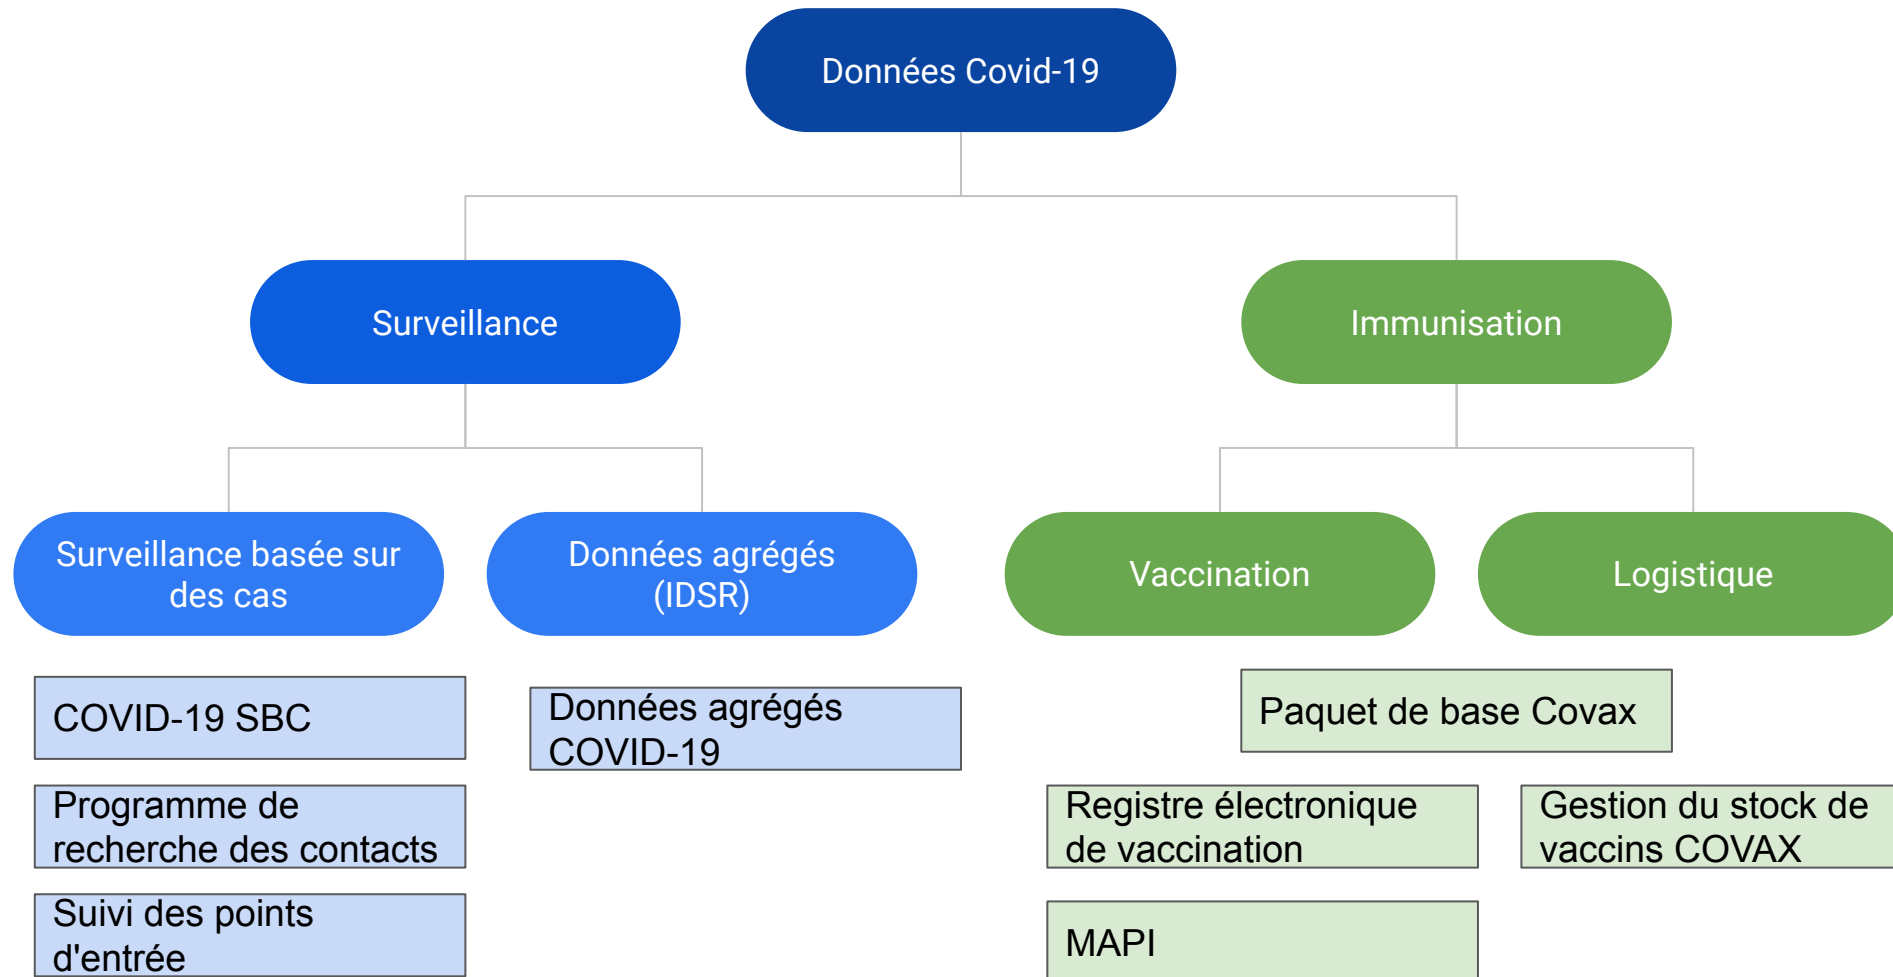 Données Covid-19
Surveillance
Immunisation
Surveillance basée sur
des cas
Données agrégés
(IDSR)
Vaccination
Logistique
COVID-19 SBC
Données agrégés
COVID-19
Paquet de base Covax
Programme de
recherche des contacts
Registre électronique
de vaccination
Gestion du stock de
vaccins COVAX
Suivi des points
d'entrée
MAPI